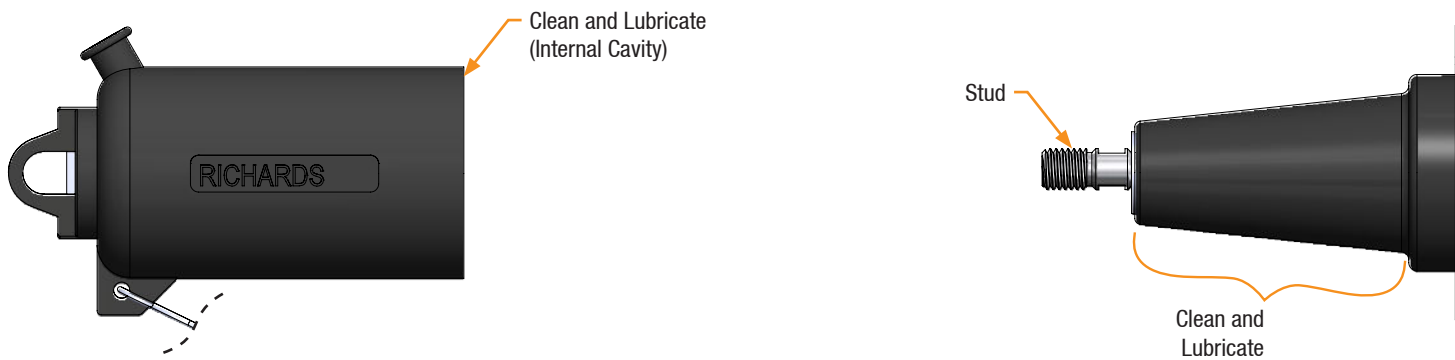 Clean and Lubricate
(Internal Cavity)
RICHARDS
Stud
Clean and
Lubricate